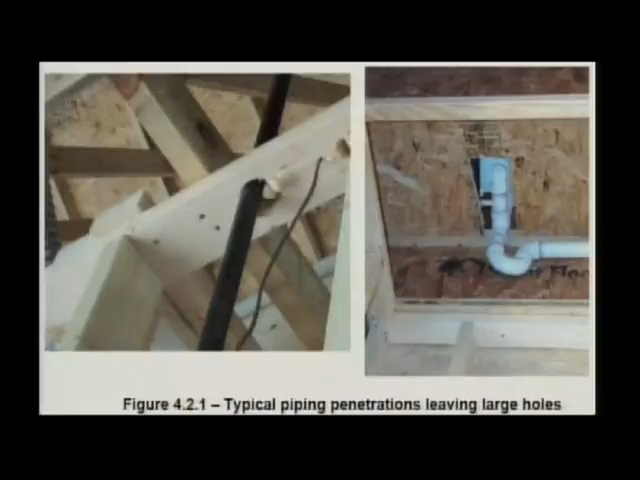 Figure 4.2.1 – Typical piping penetrations leaving large holes